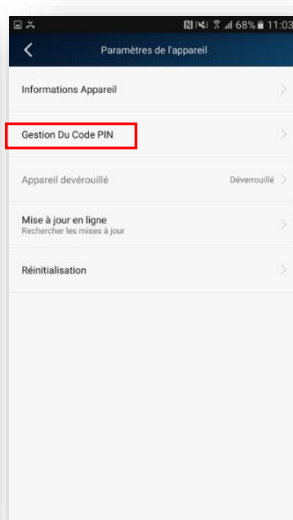 68% 11:03
Paramètres de l'appareil
Informations Appareil
Gestion Du Code PIN
Appareil devérouillé Déverrouillé
Mise à jour en ligne
Rechercher les mises à jour
Réinitialisation